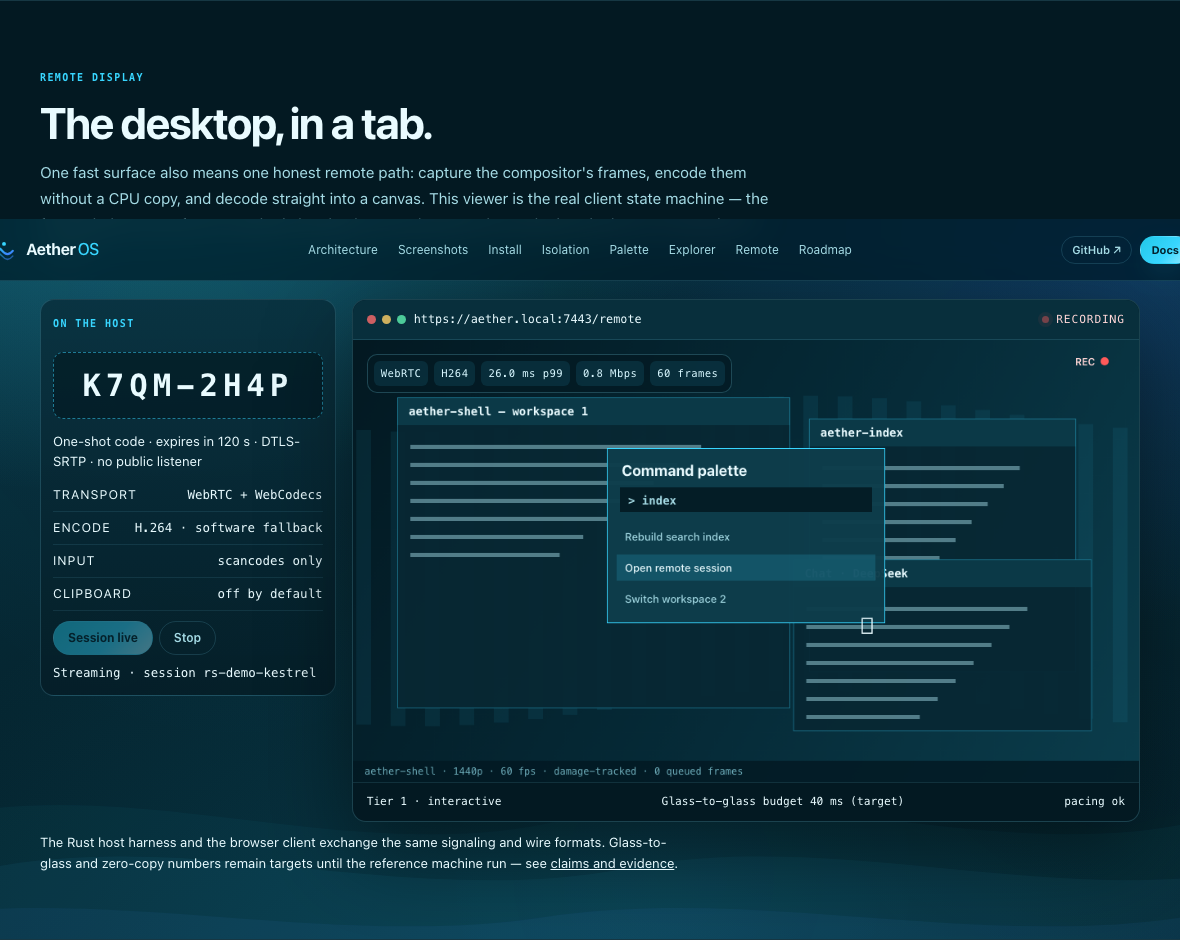 REMOTE DISPLAY
The desktop, in a tab.
One fast surface also means one honest remote path: capture the compositor's frames, encode them
without a CPU copy, and decode straight into a canvas. This viewer is the real client state machine — the
Aether OS
Architecture
Screenshots
Install
Isolation
Palette
Explorer
Remote
Roadmap
GitHub ↗
Docs
ON THE HOST
K7QM–2H4P
One-shot code · expires in 120 s · DTLS-
SRTP · no public listener
TRANSPORT WebRTC + WebCodecs
ENCODE H.264 · software fallback
INPUT scancodes only
CLIPBOARD off by default
Session live
Stop
Streaming · session rs-demo-kestrel
https://aether.local:7443/remote
RECORDING
WebRTC
H264
26.0 ms p99
0.8 Mbps
60 frames
REC
aether-shell — workspace 1
aether-index
Command palette
> index
Rebuild search index
Open remote session
Switch workspace 2
aether-shell · 1440p · 60 fps · damage-tracked · 0 queued frames
Tier 1 · interactive
Glass-to-glass budget 40 ms (target)
pacing ok
The Rust host harness and the browser client exchange the same signaling and wire formats. Glass-to-
glass and zero-copy numbers remain targets until the reference machine run — see claims and evidence.